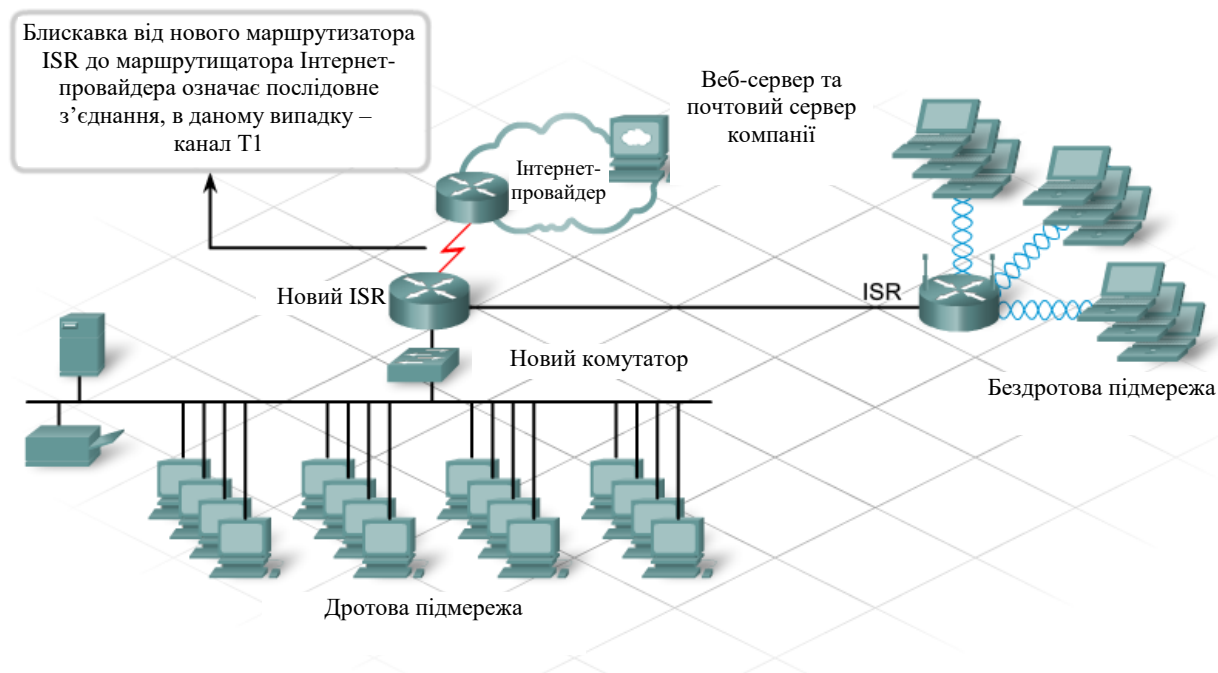 Блискавка від нового маршрутизатора
ISR до маршрутищатора Інтернет-
провайдера означає послідовне
з’єднання, в даному випадку –
канал T1
Веб-сервер та
почтовий сервер
компанії
Інтернет-
провайдер
Новий ISR
ISR
Новий комутатор
Бездротова підмережа
Дротова підмережа